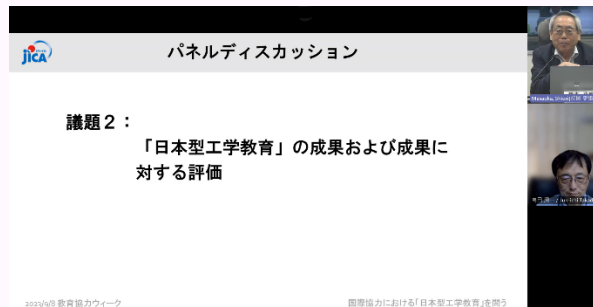 jICA
パネルディスカッション
議題２：
「日本型工学教育」の成果および成果に
対する評価
2023/9/8 教育協力ウィーク
国際協力における「日本型工学教育」を問う